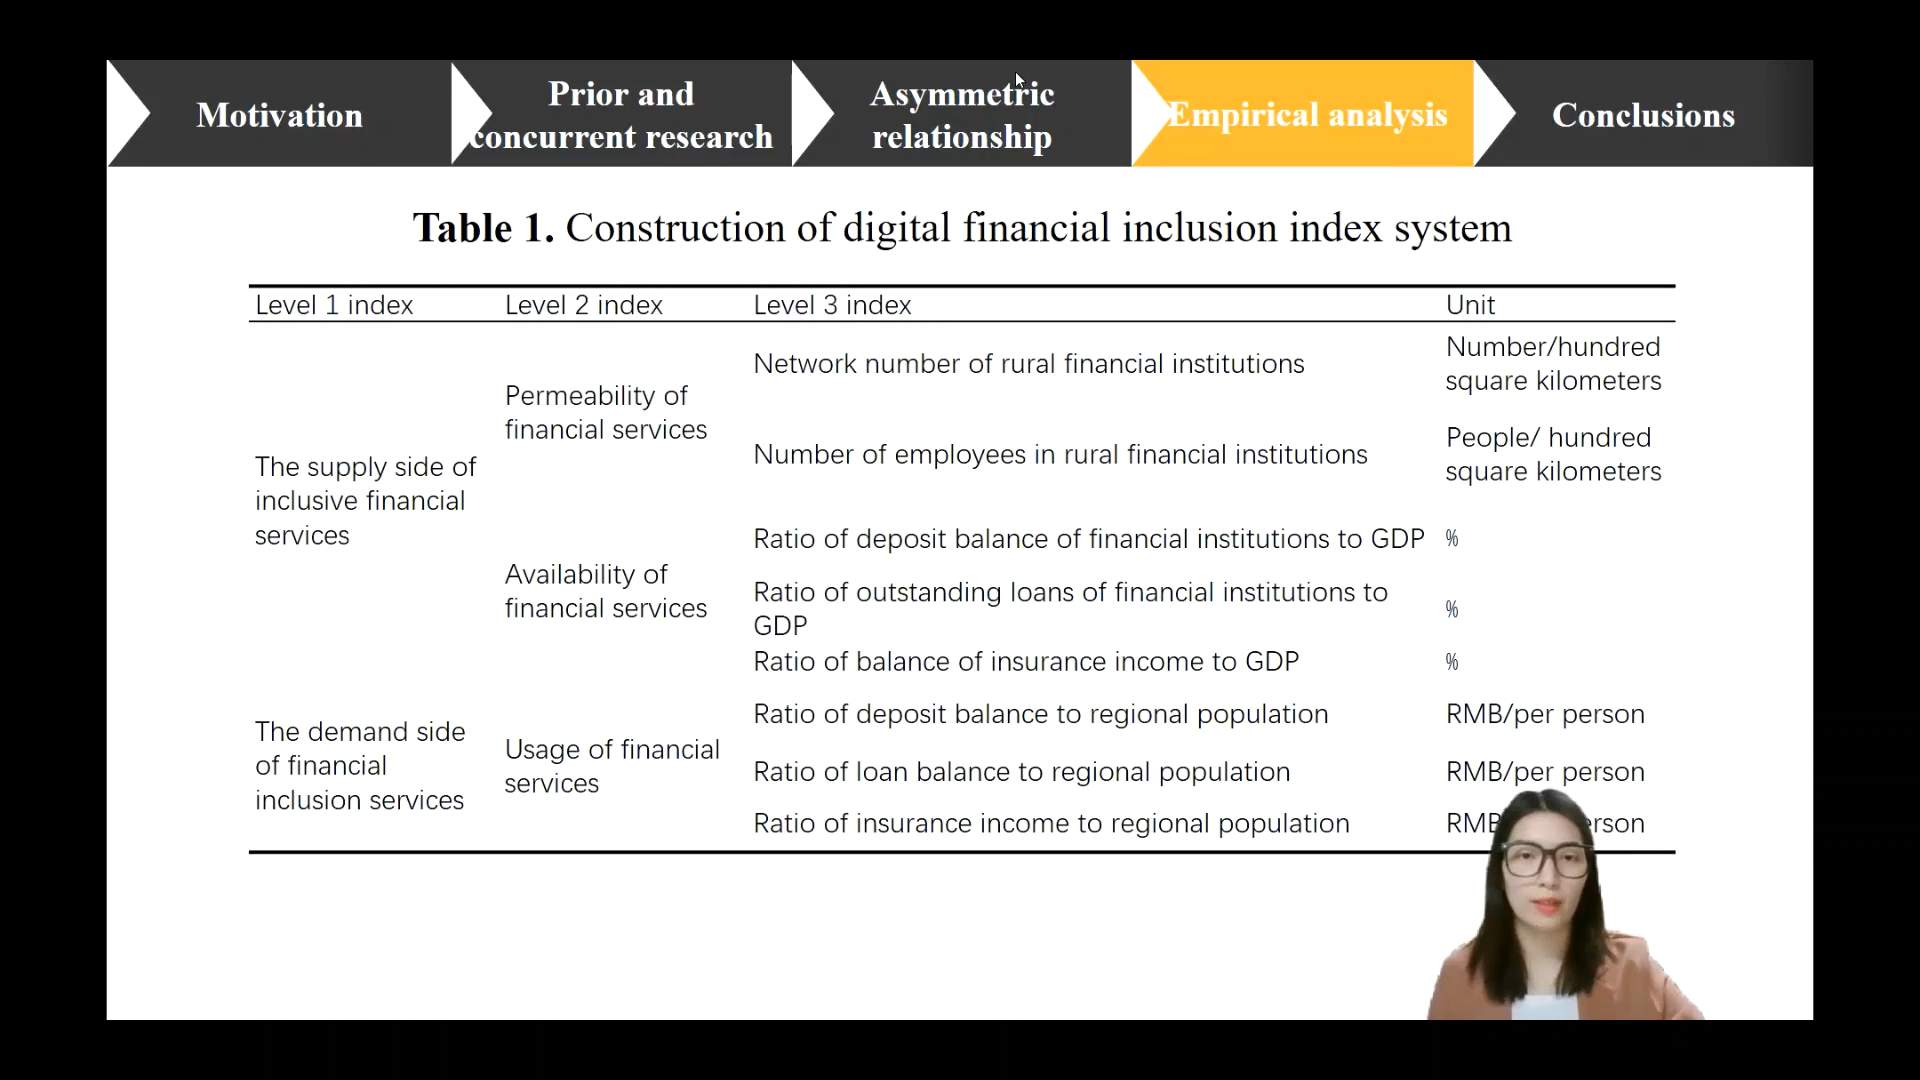 Motivation
Prior and
concurrent research
Asymmetric
relationship
Empirical analysis
Conclusions
Table 1. Construction of digital financial inclusion index system
Level 1 index Level 2 index Level 3 index Unit
The supply side of
inclusive financial
services
Permeability of
financial services
Network number of rural financial institutions
Number/hundred
square kilometers
Number of employees in rural financial institutions
People/ hundred
square kilometers
Availability of
financial services
Ratio of deposit balance of financial institutions to GDP %
Ratio of outstanding loans of financial institutions to
GDP
%
Ratio of balance of insurance income to GDP %
The demand side
of financial
inclusion services
Usage of financial
services
Ratio of deposit balance to regional population RMB/per person
Ratio of loan balance to regional population RMB/per person
Ratio of insurance income to regional population